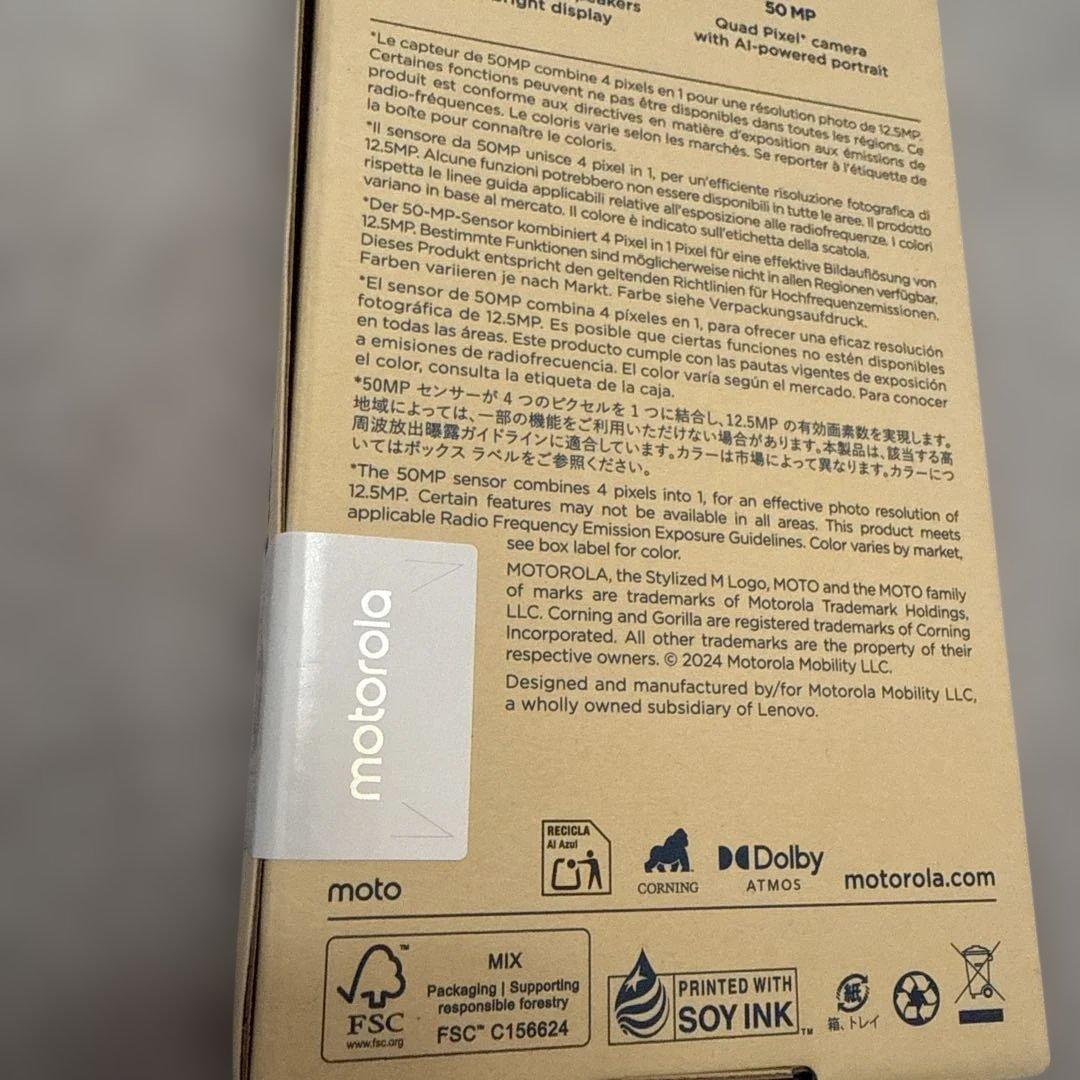 right display
50 MP
Quad Pixel* camera
with AI-powered portrait
*Le capteur de 50MP combine 4 pixels en 1 pour une résolution photo de 12.5MP.
Certaines fonctions peuvent ne pas être disponibles dans toutes les régions. Ce
produit est conforme aux directives en matière d'exposition aux émissions de
radio-fréquences. Le coloris varie selon les marchés. Se reporter à l'étiquette de
la boîte pour connaître le coloris.
*Il sensore da 50MP unisce 4 pixel in 1, per un'efficiente risoluzione fotografica di
12.5MP. Alcune funzioni potrebbero non essere disponibili in tutte le aree. Il prodotto
rispetta le linee guida applicabili relative all'esposizione alle radiofrequenze. I colori
variano in base al mercato. Il colore è indicato sull'etichetta della scatola.
*Der 50-MP-Sensor kombiniert 4 Pixel in 1 Pixel für eine effektive Bildauflösung von
12.5MP. Bestimmte Funktionen sind möglicherweise nicht in allen Regionen verfügbar.
Dieses Produkt entspricht den geltenden Richtlinien für Hochfrequenzemissionen.
Farben variieren je nach Markt. Farbe siehe Verpackungsaufdruck.
*El sensor de 50MP combina 4 píxeles en 1, para ofrecer una eficaz resolución
fotográfica de 12.5MP. Es posible que ciertas funciones no estén disponibles
en todas las áreas. Este producto cumple con las pautas vigentes de exposición
a emisiones de radiofrecuencia. El color varía según el mercado. Para conocer
el color, consulta la etiqueta de la caja.
*50MP センサーが 4 つのピクセルを 1 つに結合し、12.5MP の有効画素数を実現します。
地域によっては、一部の機能をご利用いただけない場合があります。本製品は、該当する高
周波放出曝露ガイドラインに適合しています。カラーは市場によって異なります。カラーにつ
いてはボックス ラベルをご参照ください。
*The 50MP sensor combines 4 pixels into 1, for an effective photo resolution of
12.5MP. Certain features may not be available in all areas. This product meets
applicable Radio Frequency Emission Exposure Guidelines. Color varies by market,
see box label for color.
MOTOROLA, the Stylized M Logo, MOTO and the MOTO family
of marks are trademarks of Motorola Trademark Holdings,
LLC. Corning and Gorilla are registered trademarks of Corning
Incorporated. All other trademarks are the property of their
respective owners. © 2024 Motorola Mobility LLC.
Designed and manufactured by/for Motorola Mobility LLC,
a wholly owned subsidiary of Lenovo.
motorola
RECICLA
Al Azul
CORNING
Dolby
ATMOS
motorola.com
moto
FSC™
www.fsc.org
MIX
Packaging | Supporting
responsible forestry
FSC™ C156624
PRINTED WITH
SOY INK™
紙
箱、トレイ